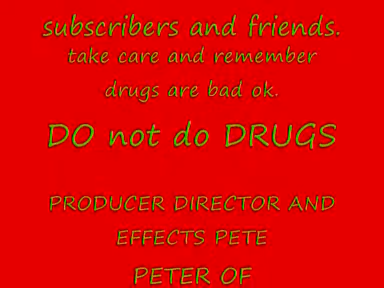 subscribers and friends.
take care and remember
drugs are bad ok.
DO not do DRUGS
PRODUCER DIRECTOR AND
EFFECTS PETE
PETER OF